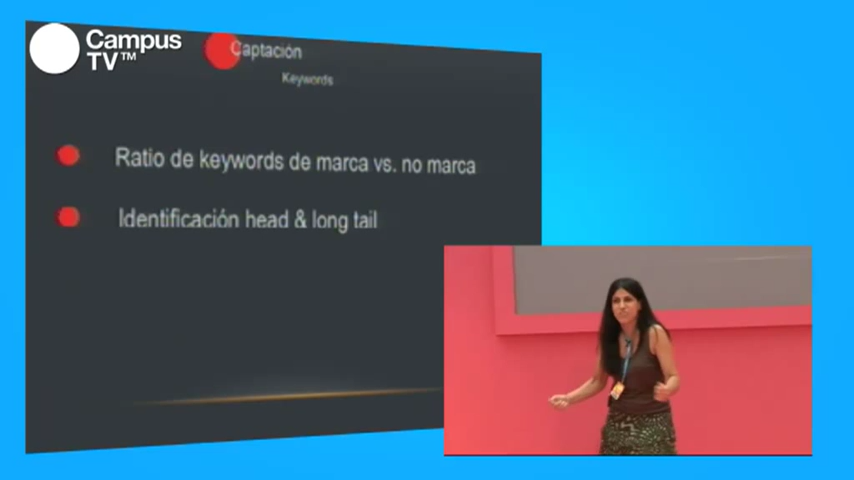 Campus
TV™
Captación
Keywords
Ratio de keywords de marca vs. no marca
Identificación head & long tail